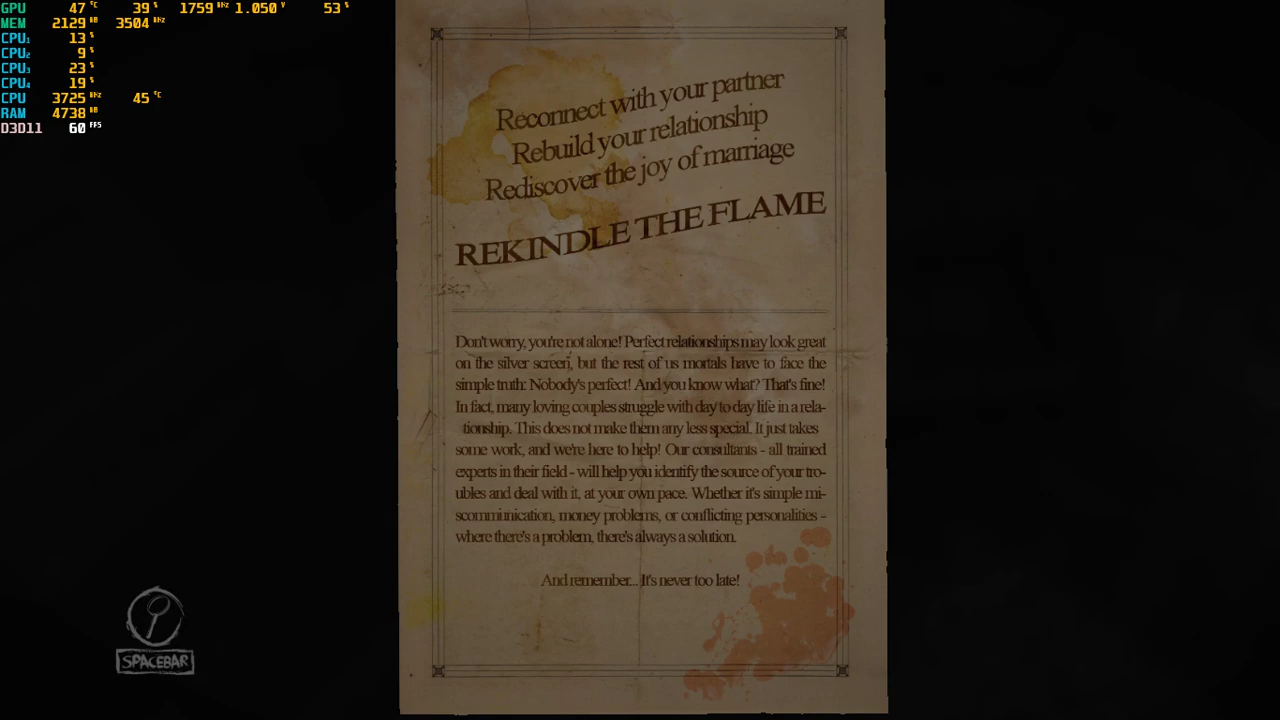 GPU 47 °C 39 % 1759 MHz 1.050 V 53 %
MEM 2129 MB 3504 MHz
CPU1 13 %
CPU2 9 %
CPU3 23 %
CPU4 19 %
CPU 3725 MHz 45 °C
RAM 4738 MB
D3D11 60 FPS
Reconnect with your partner
Rebuild your relationship
Rediscover the joy of marriage
REKINDLE THE FLAME
Don't worry, you're not alone! Perfect relationships may look great
on the silver screen, but the rest of us mortals have to face the
simple truth: Nobody's perfect! And you know what? That's fine!
In fact, many loving couples struggle with day to day life in a rela-
tionship. This does not make them any less special. It just takes
some work, and we're here to help! Our consultants - all trained
experts in their field - will help you identify the source of your tro-
ubles and deal with it, at your own pace. Whether it's simple mi-
scommunication, money problems, or conflicting personalities -
where there's a problem, there's always a solution.
And remember... It's never too late!
SPACEBAR